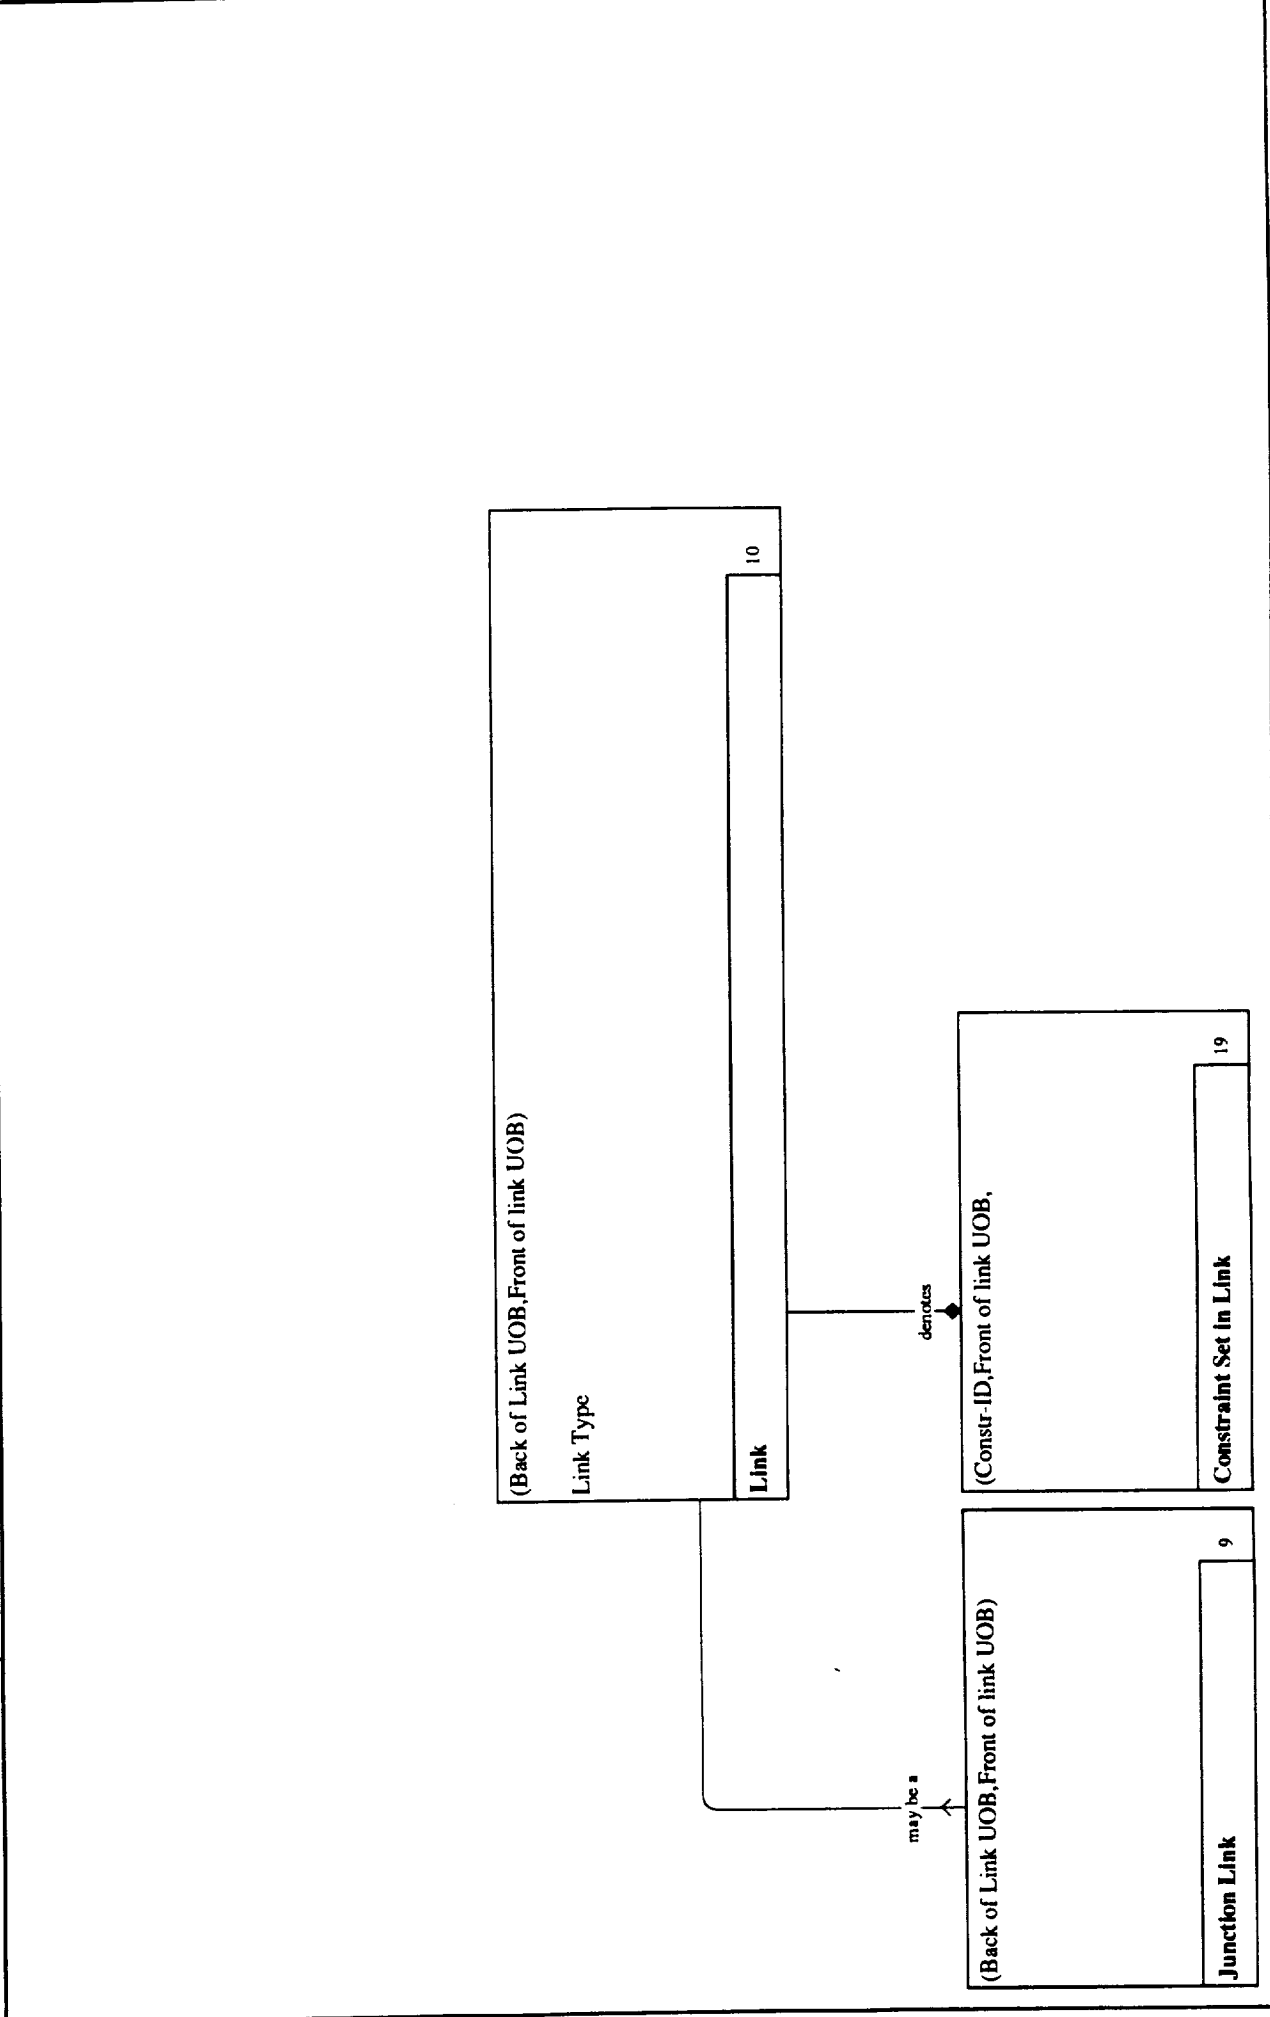 (Back of Link UOB,Front of link UOB)
Link Type
Link
10
may be a
denotes
(Back of Link UOB,Front of link UOB)
Junction Link
9
(Constr-ID,Front of link UOB,
Constraint Set in Link
19